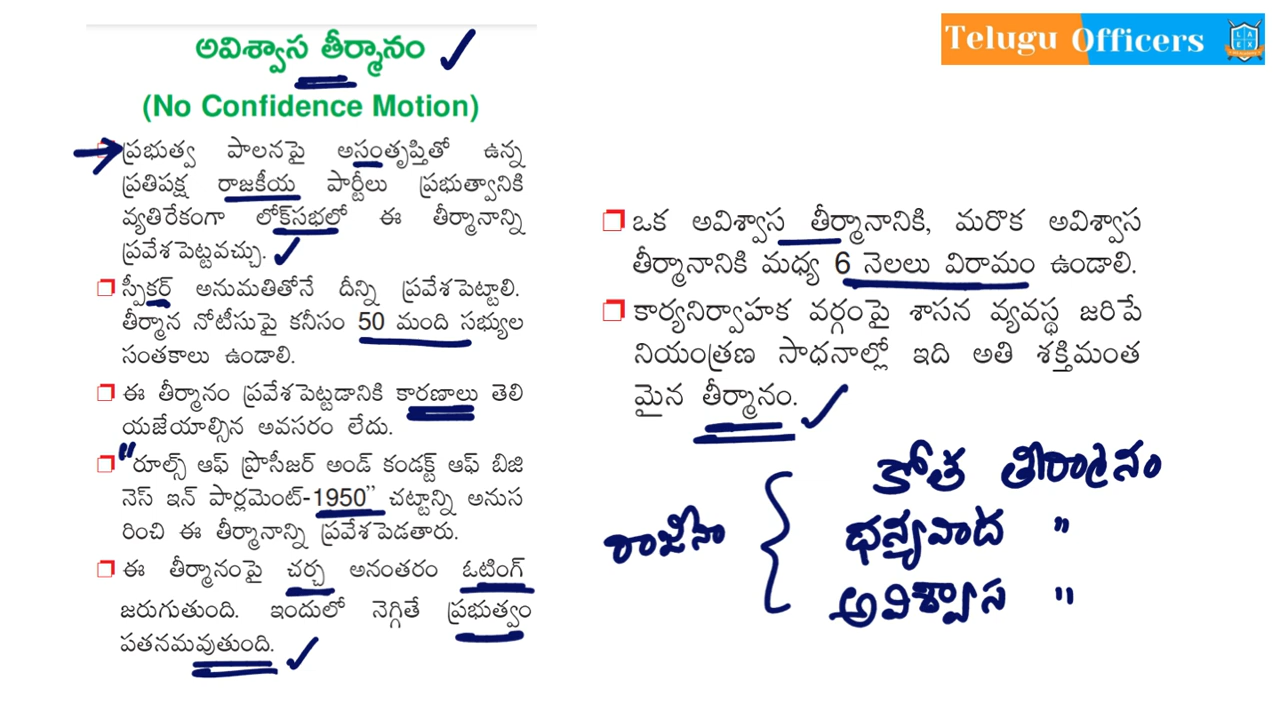 Telugu Officers
అవిశ్వాస తీర్మానం
(No Confidence Motion)
ప్రభుత్వ పాలనపై అసంతృప్తితో ఉన్న
ప్రతిపక్ష రాజకీయ పార్టీలు ప్రభుత్వానికి
వ్యతిరేకంగా లోక్‌సభలో ఈ తీర్మానాన్ని
ప్రవేశపెట్టవచ్చు.
స్పీకర్ అనుమతితోనే దీన్ని ప్రవేశపెట్టాలి.
తీర్మాన నోటీసుపై కనీసం 50 మంది సభ్యుల
సంతకాలు ఉండాలి.
ఈ తీర్మానం ప్రవేశపెట్టడానికి కారణాలు తెలి
యజేయాల్సిన అవసరం లేదు.
"రూల్స్ ఆఫ్ ప్రొసీజర్ అండ్ కండక్ట్ ఆఫ్ బిజి
నెస్ ఇన్ పార్లమెంట్-1950" చట్టాన్ని అనుస
రించి ఈ తీర్మానాన్ని ప్రవేశపెడతారు.
ఈ తీర్మానంపై చర్చ అనంతరం ఓటింగ్
జరుగుతుంది. ఇందులో నెగ్గితే ప్రభుత్వం
పతనమవుతుంది.
ఒక అవిశ్వాస తీర్మానానికి, మరొక అవిశ్వాస
తీర్మానానికి మధ్య 6 నెలలు విరామం ఉండాలి.
కార్యనిర్వాహక వర్గంపై శాసన వ్యవస్థ జరిపే
నియంత్రణ సాధనాల్లో ఇది అతి శక్తిమంత
మైన తీర్మానం.
కోత తీర్మానం
రాజీనామా
ధన్యవాద "
అవిశ్వాస "